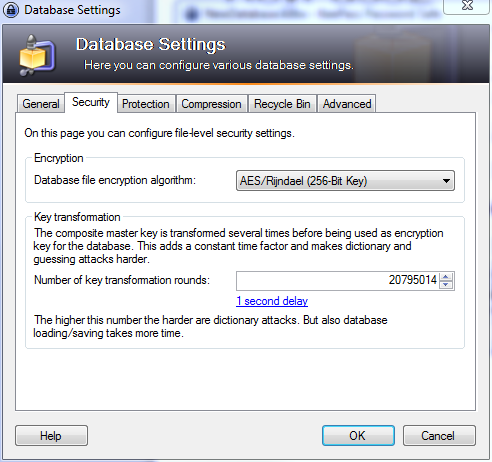 Database Settings
Database Settings
Here you can configure various database settings.
General Security Protection Compression Recycle Bin Advanced
On this page you can configure file-level security settings.
Encryption
Database file encryption algorithm: AES/Rijndael (256-Bit Key)
Key transformation
The composite master key is transformed several times before being used as encryption
key for the database. This adds a constant time factor and makes dictionary and
guessing attacks harder.
Number of key transformation rounds: 20795014
1 second delay
The higher this number the harder are dictionary attacks. But also database
loading/saving takes more time.
Help OK Cancel